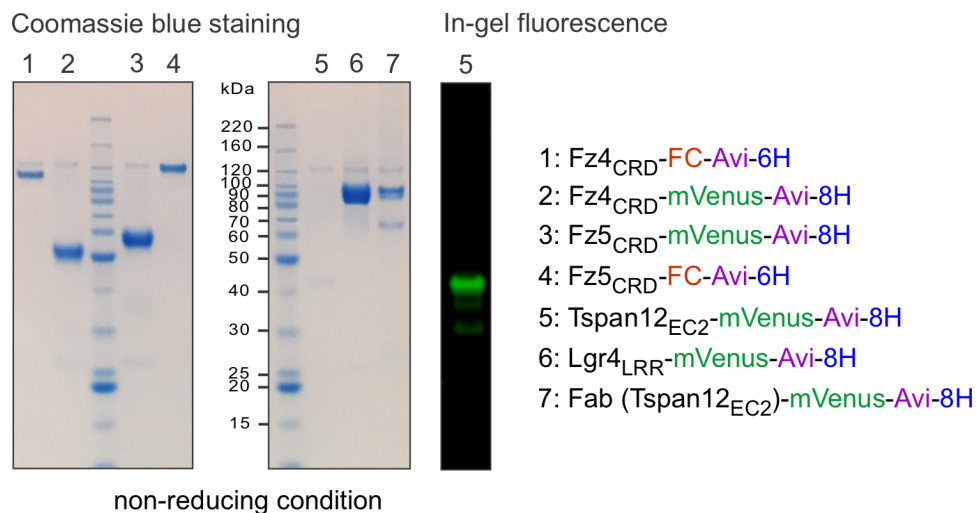 Coomassie blue staining
In-gel fluorescence
1 2 3 4
5 6 7
5
kDa
220
160
120
100
90
80
70
60
50
40
30
25
20
15
1: Fz4CRD-FC-Avi-6H
2: Fz4CRD-mVenus-Avi-8H
3: Fz5CRD-mVenus-Avi-8H
4: Fz5CRD-FC-Avi-6H
5: Tspan12EC2-mVenus-Avi-8H
6: Lgr4LRR-mVenus-Avi-8H
7: Fab (Tspan12EC2)-mVenus-Avi-8H
non-reducing condition